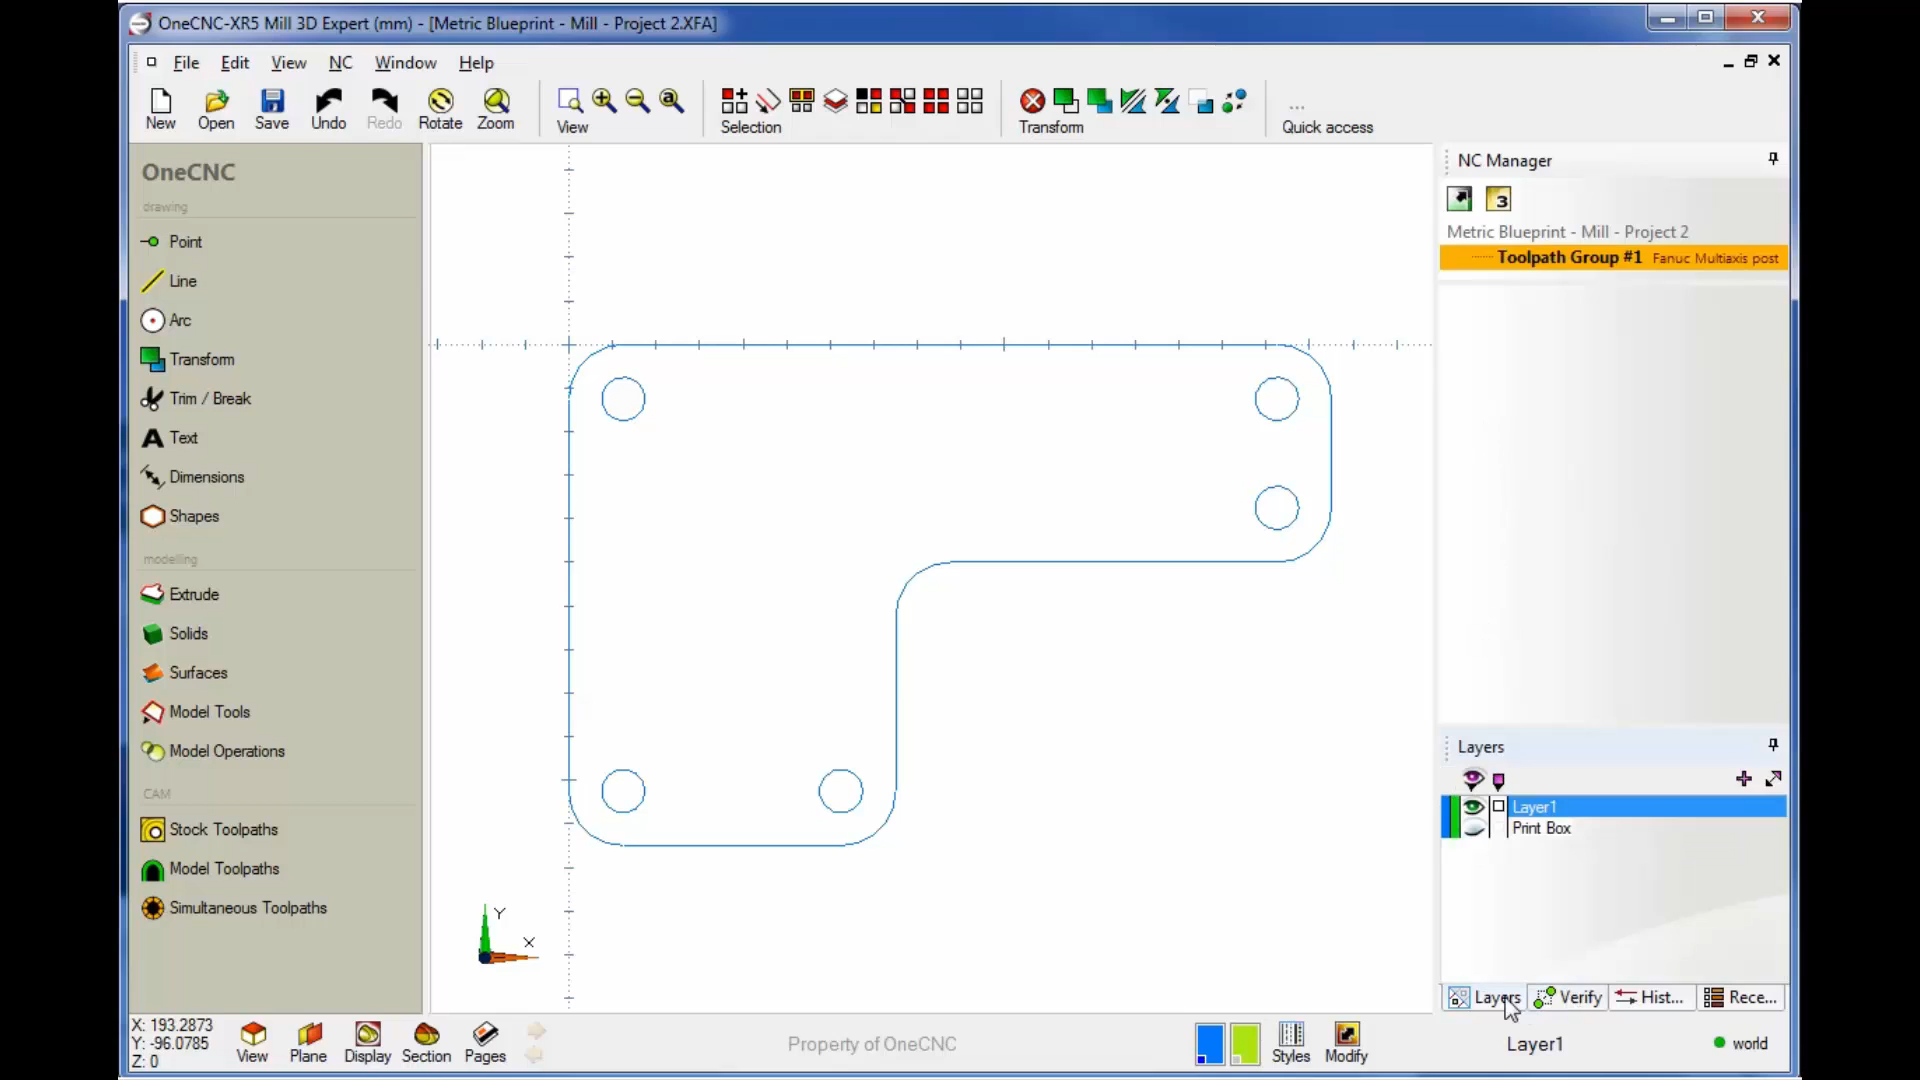 OneCNC-XR5 Mill 3D Expert (mm) - [Metric Blueprint - Mill - Project 2.XFA]
File Edit View NC Window Help
New Open Save Undo Redo Rotate Zoom View Selection Transform ... Quick access
OneCNC
drawing
Point
Line
Arc
Transform
Trim / Break
A Text
Dimensions
Shapes
modelling
Extrude
Solids
Surfaces
Model Tools
Model Operations
CAM
Stock Toolpaths
Model Toolpaths
Simultaneous Toolpaths
Y
X
NC Manager
3
Metric Blueprint - Mill - Project 2
Toolpath Group #1 Fanuc Multiaxis post
Layers
Layer1
Print Box
Layers Verify Hist... Rece...
X: 193.2873
Y: -96.0785
Z: 0
View Plane Display Section Pages
Property of OneCNC
Styles Modify
Layer1
world